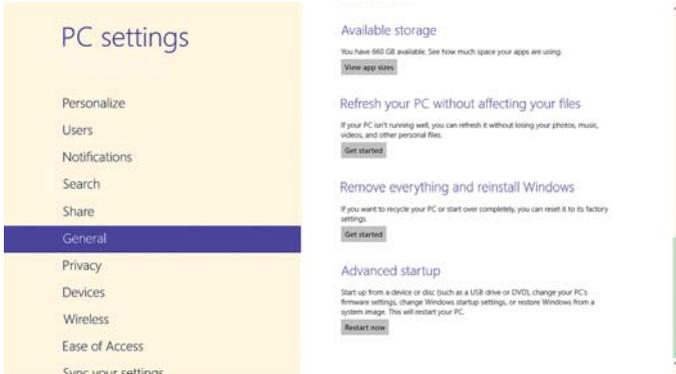 PC settings
Personalize
Users
Notifications
Search
Share
General
Privacy
Devices
Wireless
Ease of Access
Sync your settings
Available storage
You have 660 GB available. See how much space your apps are using.
View app sizes
Refresh your PC without affecting your files
If your PC isn't running well, you can refresh it without losing your photos, music,
videos, and other personal files.
Get started
Remove everything and reinstall Windows
If you want to recycle your PC or start over completely, you can reset it to its factory
settings.
Get started
Advanced startup
Start up from a device or disc (such as a USB drive or DVD), change your PC's
firmware settings, change Windows startup settings, or restore Windows from a
system image. This will restart your PC.
Restart now